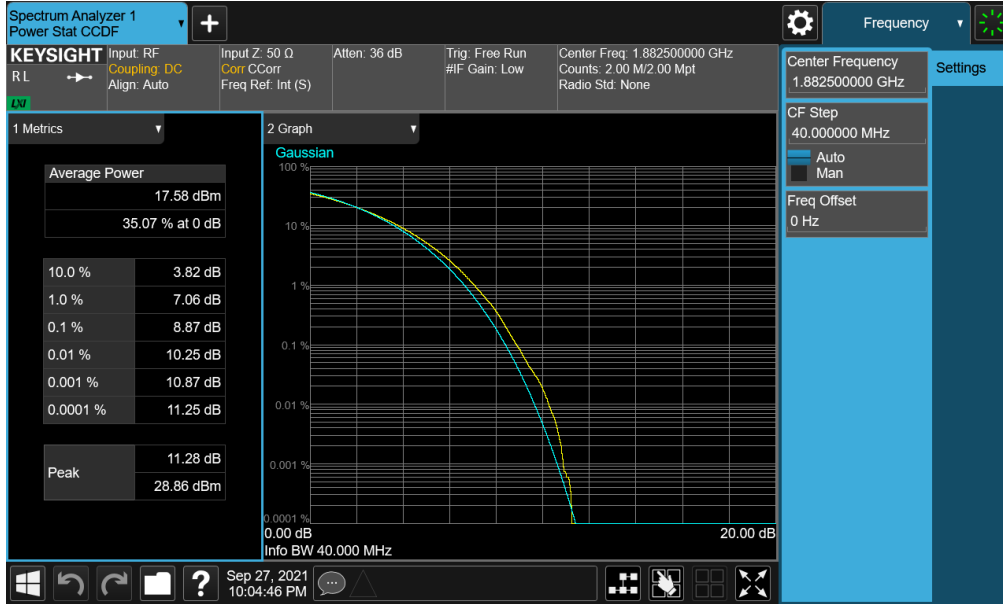 Spectrum Analyzer 1
Power Stat CCDF
Frequency
KEYSIGHT
RL
LXI
Input: RF
Coupling: DC
Align: Auto
Input Z: 50 Ω
Corr CCorr
Freq Ref: Int (S)
Atten: 36 dB
Trig: Free Run
#IF Gain: Low
Center Freq: 1.882500000 GHz
Counts: 2.00 M/2.00 Mpt
Radio Std: None
Center Frequency
1.882500000 GHz
Settings
CF Step
40.000000 MHz
Auto
Man
Freq Offset
0 Hz
1 Metrics
Average Power
17.58 dBm
35.07 % at 0 dB
10.0 % 3.82 dB
1.0 % 7.06 dB
0.1 % 8.87 dB
0.01 % 10.25 dB
0.001 % 10.87 dB
0.0001 % 11.25 dB
Peak
11.28 dB
28.86 dBm
2 Graph
Gaussian
100 %
10 %
1 %
0.1 %
0.01 %
0.001 %
0.0001 %
0.00 dB 20.00 dB
Info BW 40.000 MHz
?
Sep 27, 2021
10:04:46 PM